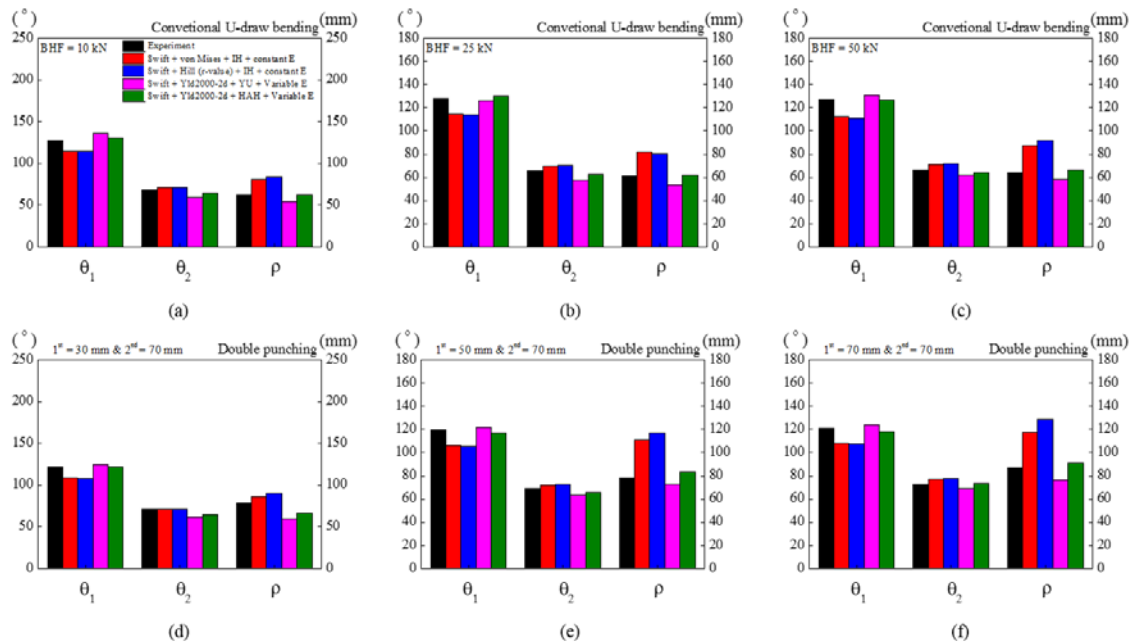 ( ° ) (mm)
Convetional U-draw bending
BHF = 10 kN
Experiment
Swift + von Mises + IH + constant E
Swift + Hill (r-value) + IH + constant E
Swift + Yld2000-2d + YU + Variable E
Swift + Yld2000-2d + HAH + Variable E
250 250
200 200
150 150
100 100
50 50
0 0
θ1 θ2 ρ
(a)
( ° ) (mm)
Convetional U-draw bending
BHF = 25 kN
180 180
160 160
140 140
120 120
100 100
80 80
60 60
40 40
20 20
0 0
θ1 θ2 ρ
(b)
( ° ) (mm)
Convetional U-draw bending
BHF = 50 kN
180 180
160 160
140 140
120 120
100 100
80 80
60 60
40 40
20 20
0 0
θ1 θ2 ρ
(c)
( ° ) (mm)
1st = 30 mm & 2nd = 70 mm Double punching
250 250
200 200
150 150
100 100
50 50
0 0
θ1 θ2 ρ
(d)
( ° ) (mm)
1st = 50 mm & 2nd = 70 mm Double punching
180 180
160 160
140 140
120 120
100 100
80 80
60 60
40 40
20 20
0 0
θ1 θ2 ρ
(e)
( ° ) (mm)
1st = 70 mm & 2nd = 70 mm Double punching
180 180
160 160
140 140
120 120
100 100
80 80
60 60
40 40
20 20
0 0
θ1 θ2 ρ
(f)